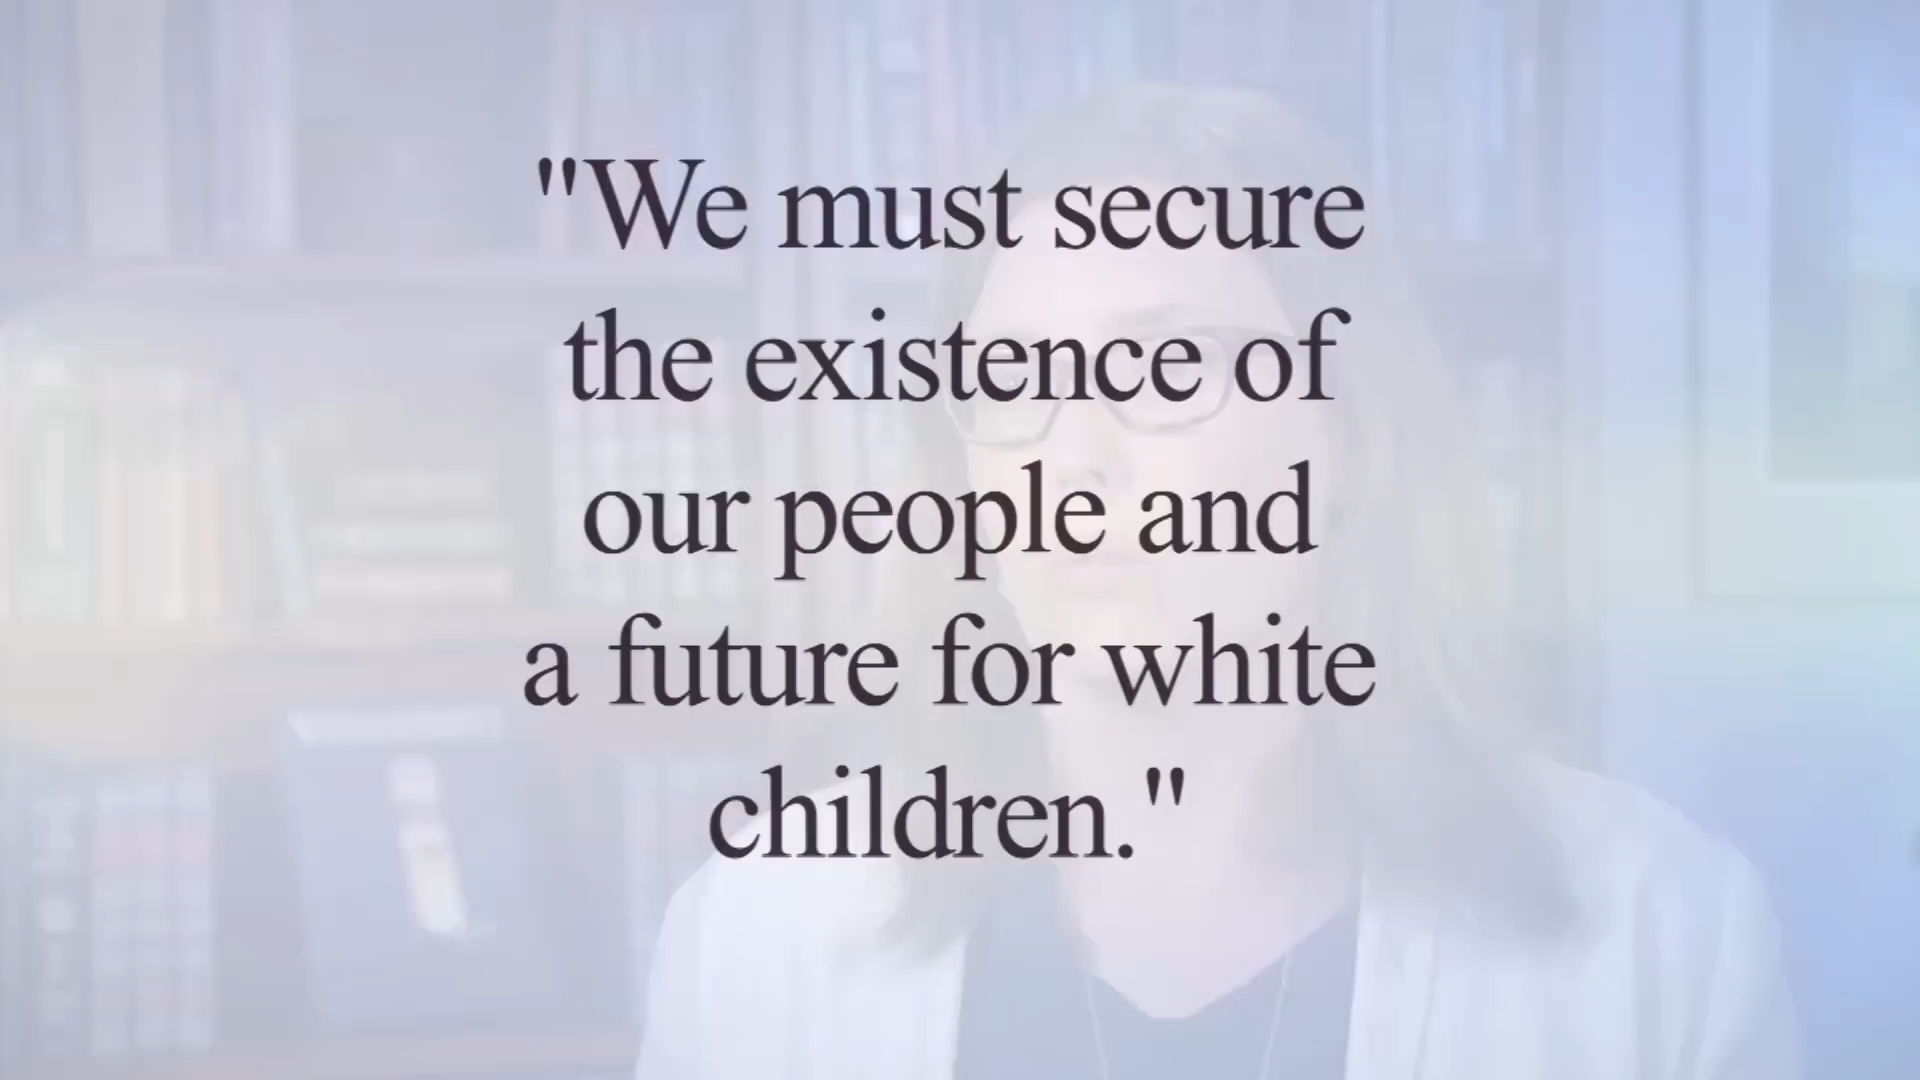 "We must secure
the existence of
our people and
a future for white
children."